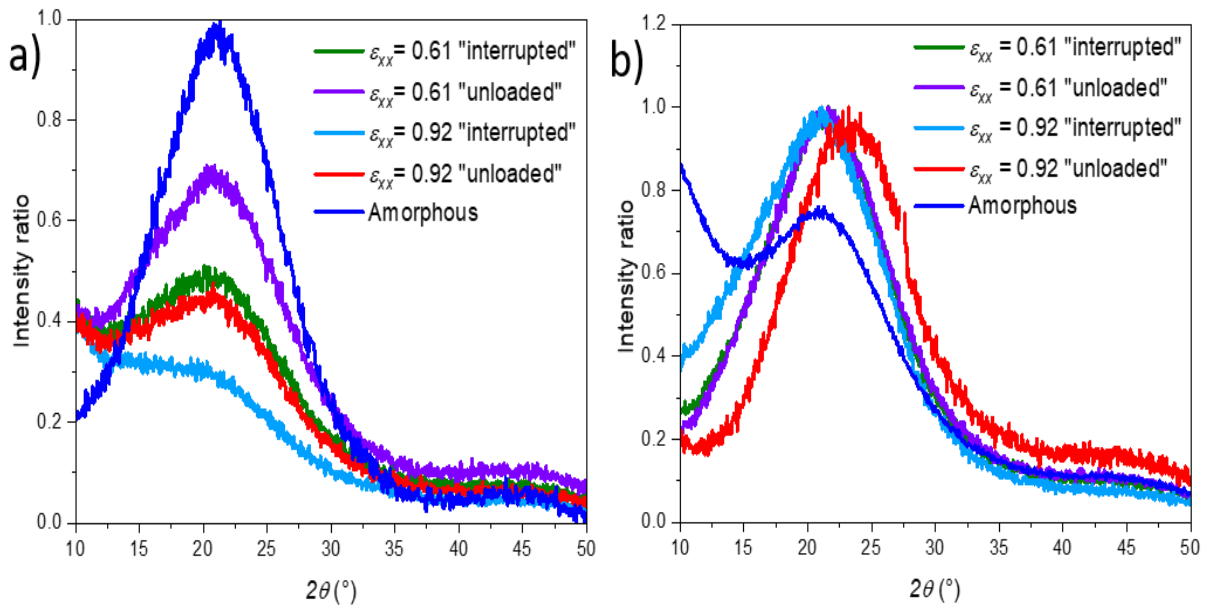 a)
1.0
0.8
0.6
0.4
0.2
0.0
Intensity ratio
10 15 20 25 30 35 40 45 50
2θ (°)
εxx = 0.61 "interrupted"
εxx = 0.61 "unloaded"
εxx = 0.92 "interrupted"
εxx = 0.92 "unloaded"
Amorphous
b)
1.2
1.0
0.8
0.6
0.4
0.2
0.0
Intensity ratio
10 15 20 25 30 35 40 45 50
2θ (°)
εxx = 0.61 "interrupted"
εxx = 0.61 "unloaded"
εxx = 0.92 "interrupted"
εxx = 0.92 "unloaded"
Amorphous